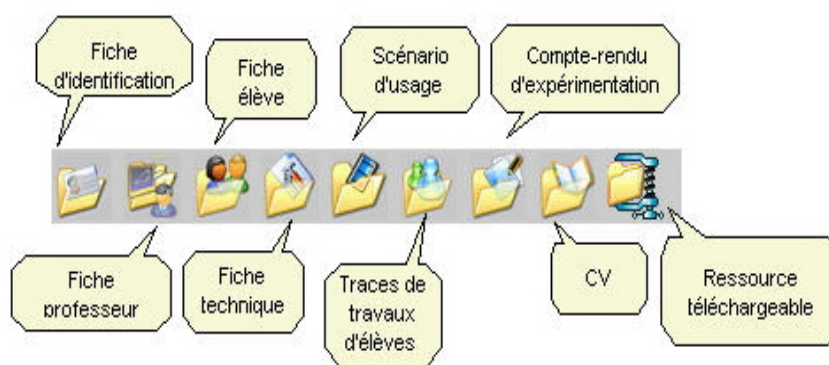 Fiche
d'identification
Fiche
élève
Scénario
d'usage
Compte-rendu
d'expérimentation
Fiche
professeur
Fiche
technique
Traces de
travaux
d'élèves
CV
Ressource
téléchargeable